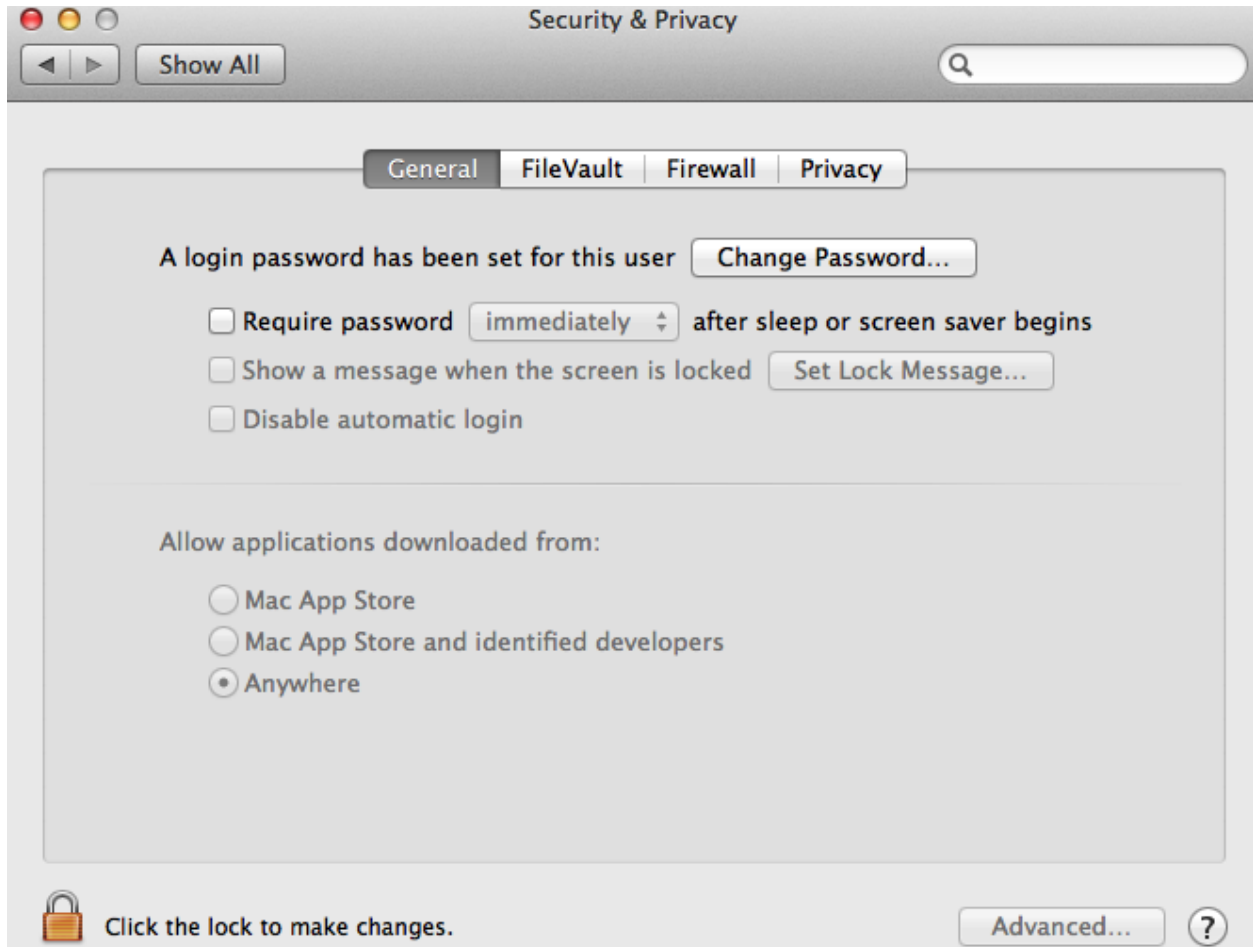 Security & Privacy
Show All
General FileVault Firewall Privacy
A login password has been set for this user Change Password...
Require password immediately after sleep or screen saver begins
Show a message when the screen is locked Set Lock Message...
Disable automatic login
Allow applications downloaded from:
Mac App Store
Mac App Store and identified developers
Anywhere
Click the lock to make changes. Advanced... ?